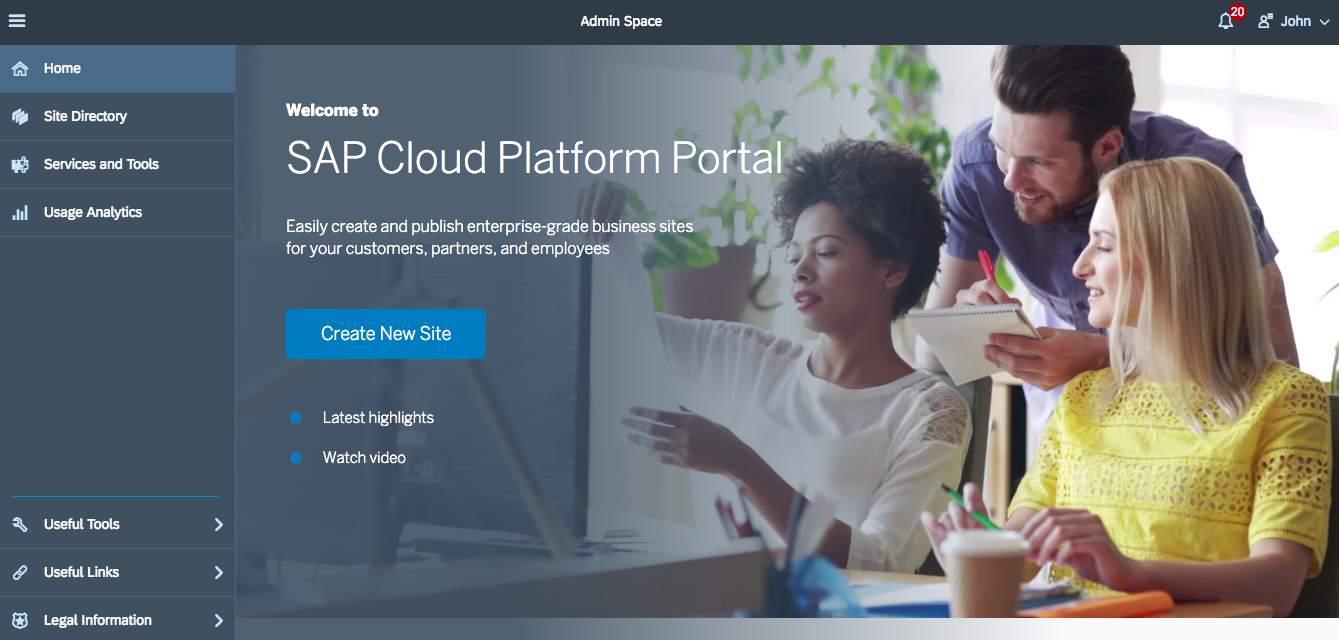 Admin Space
20
John
Home
Site Directory
Services and Tools
Usage Analytics
Useful Tools
Useful Links
Legal Information
Welcome to
SAP Cloud Platform Portal
Easily create and publish enterprise-grade business sites
for your customers, partners, and employees
Create New Site
Latest highlights
Watch video